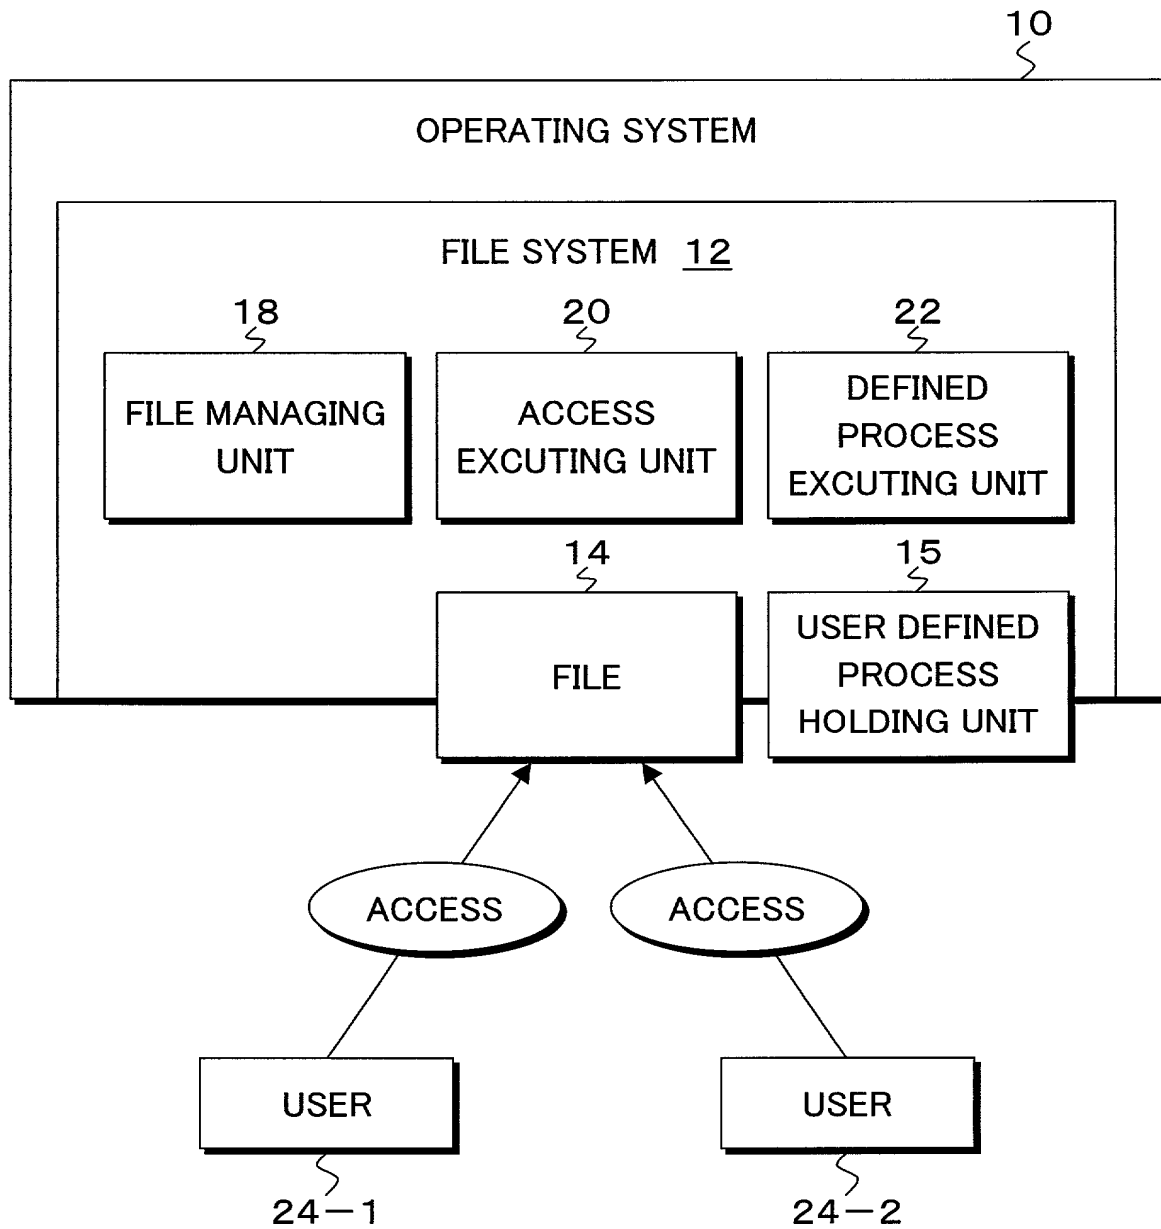 10
OPERATING SYSTEM
FILE SYSTEM 12
18
20
22
FILE MANAGING
UNIT
ACCESS
EXCUTING UNIT
DEFINED
PROCESS
EXCUTING UNIT
14
15
FILE
USER DEFINED
PROCESS
HOLDING UNIT
ACCESS
ACCESS
USER
USER
24-1
24-2